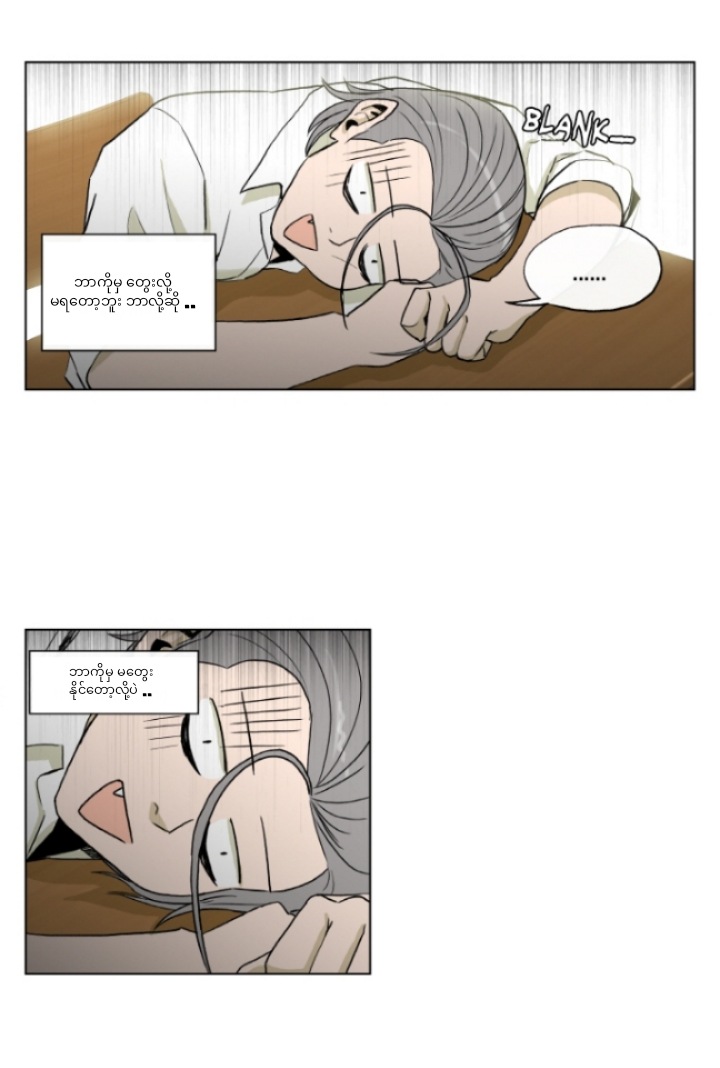 BLANK...
ဘာကိုမှ တွေးလို့
မရတော့ဘူး ဘာလို့ဆို ..
......
ဘာကိုမှ မတွေး
နိုင်တော့လို့ပဲ ..